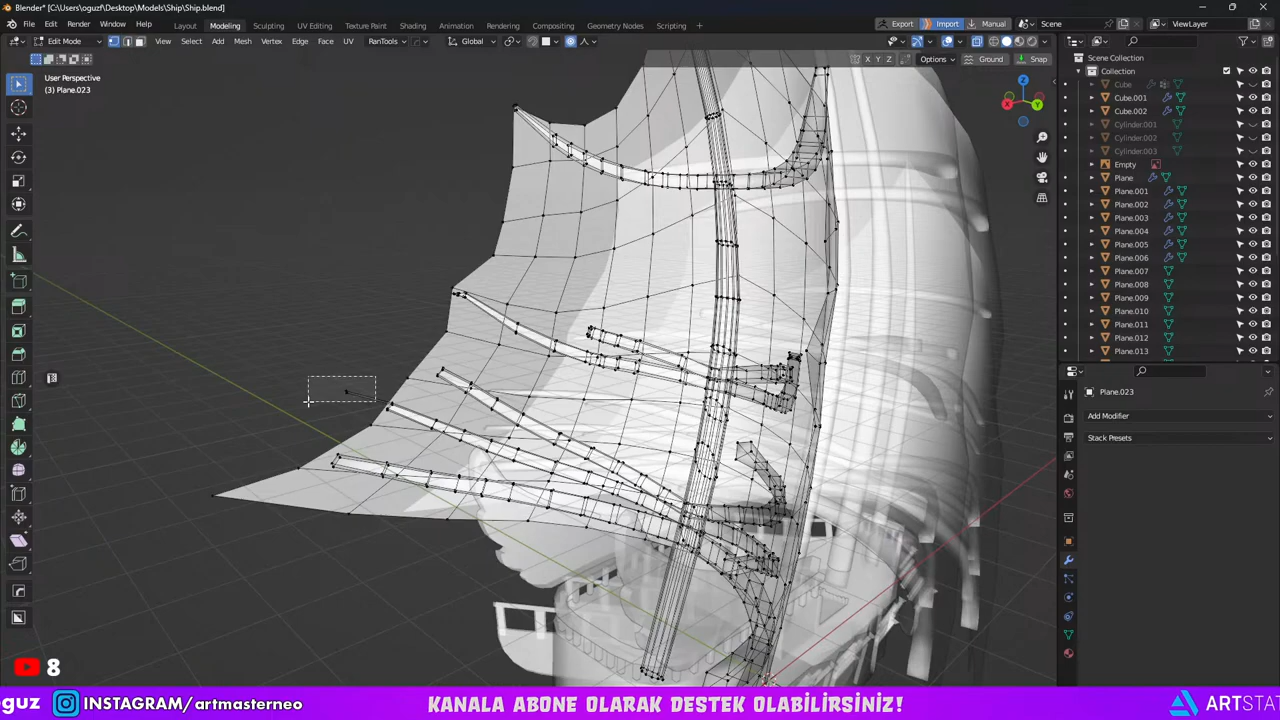 Blender* [C:\Users\oguzf\Desktop\Models\Ship\Ship.blend]
File Edit Render Window Help Layout Modeling Sculpting UV Editing Texture Paint Shading Animation Rendering Compositing Geometry Nodes Scripting Export Import Manual Scene ViewLayer
Edit Mode View Select Add Mesh Vertex Edge Face UV RanTools Global
X Y Z Options Ground Snap
User Perspective
(3) Plane.023
X Y Z
Scene Collection
Collection
Cube
Cube.001
Cube.002
Cylinder.001
Cylinder.002
Cylinder.003
Empty
Plane
Plane.001
Plane.002
Plane.003
Plane.004
Plane.005
Plane.006
Plane.007
Plane.008
Plane.009
Plane.010
Plane.011
Plane.012
Plane.013
Plane.023
Add Modifier
Stack Presets
8
guz INSTAGRAM/artmasterneo KANALA ABONE OLARAK DESTEK OLABİLİRSİNİZ! ARTSTAT